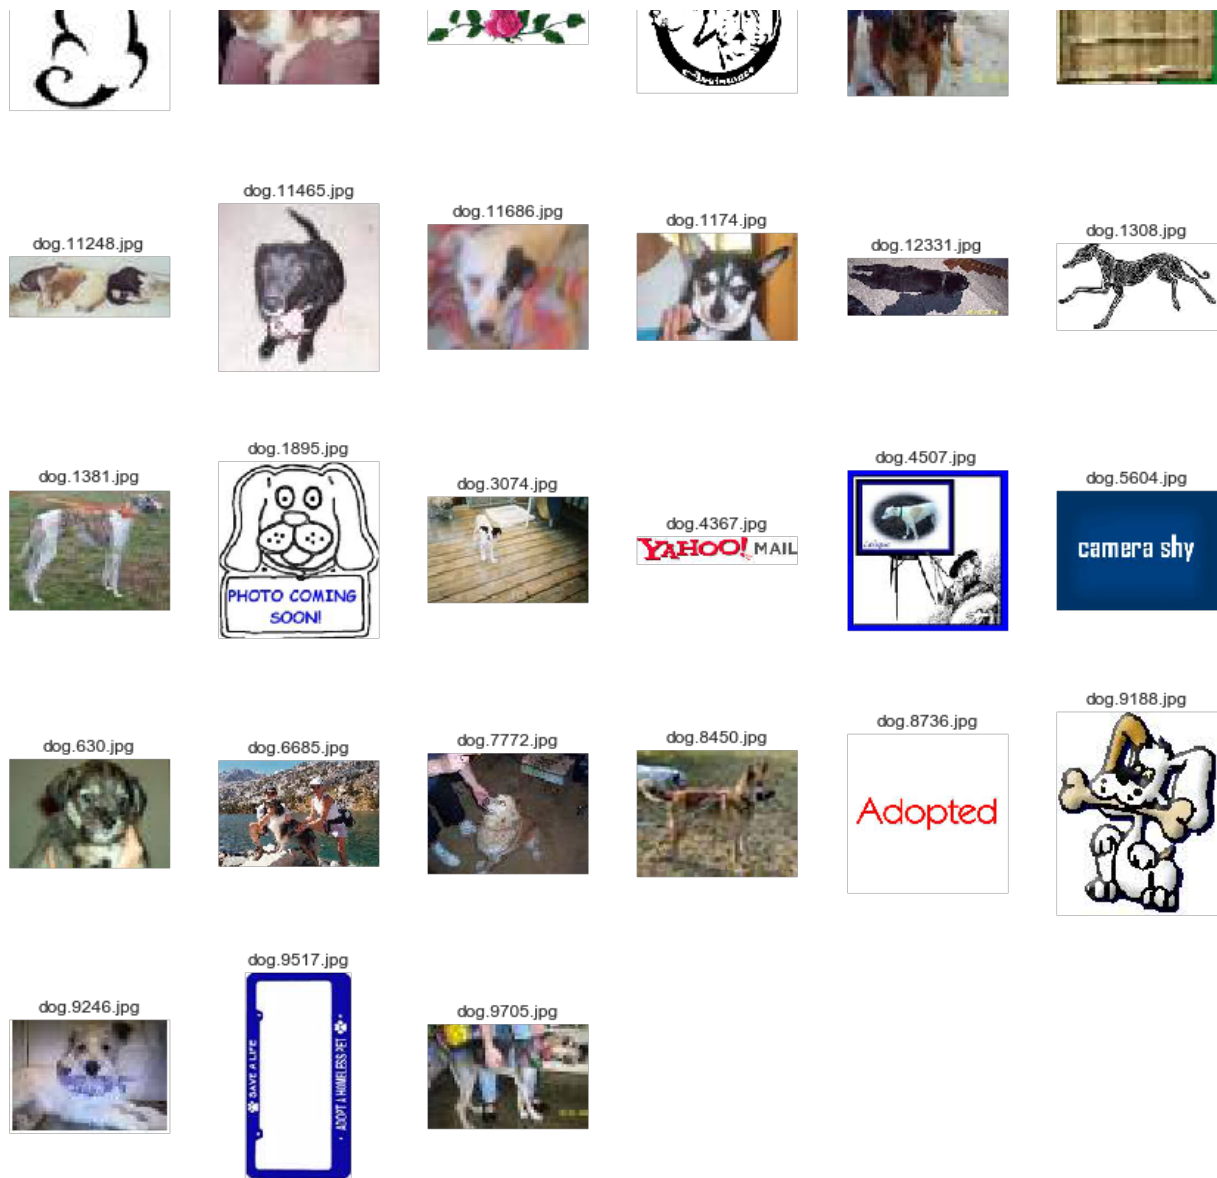 Assistance
dog.11465.jpg
dog.11686.jpg
dog.1174.jpg
dog.11248.jpg
dog.12331.jpg
dog.1308.jpg
dog.1895.jpg
dog.4507.jpg
dog.1381.jpg
dog.3074.jpg
dog.5604.jpg
dog.4367.jpg
YAHOO! MAIL
camera shy
PHOTO COMING
SOON!
dog.9188.jpg
dog.8736.jpg
dog.630.jpg
dog.6685.jpg
dog.7772.jpg
dog.8450.jpg
Adopted
dog.9517.jpg
dog.9246.jpg
dog.9705.jpg
SAVE A LIFE
ADOPT A HOMELESS PET